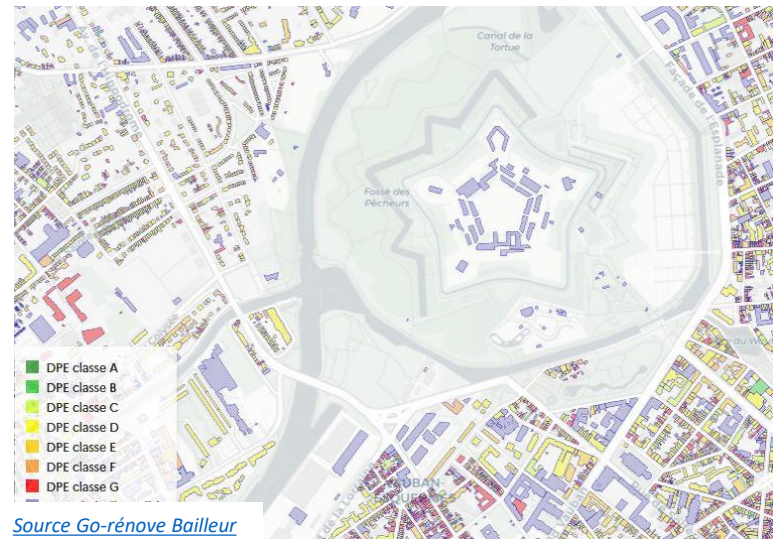 Canal de la
Tortue
Façade de l'Esplanade
Fossé des
Pêcheurs
DPE classe A
DPE classe B
DPE classe C
DPE classe D
DPE classe E
DPE classe F
DPE classe G
VAUBAN-
Source Go-rénove Bailleur